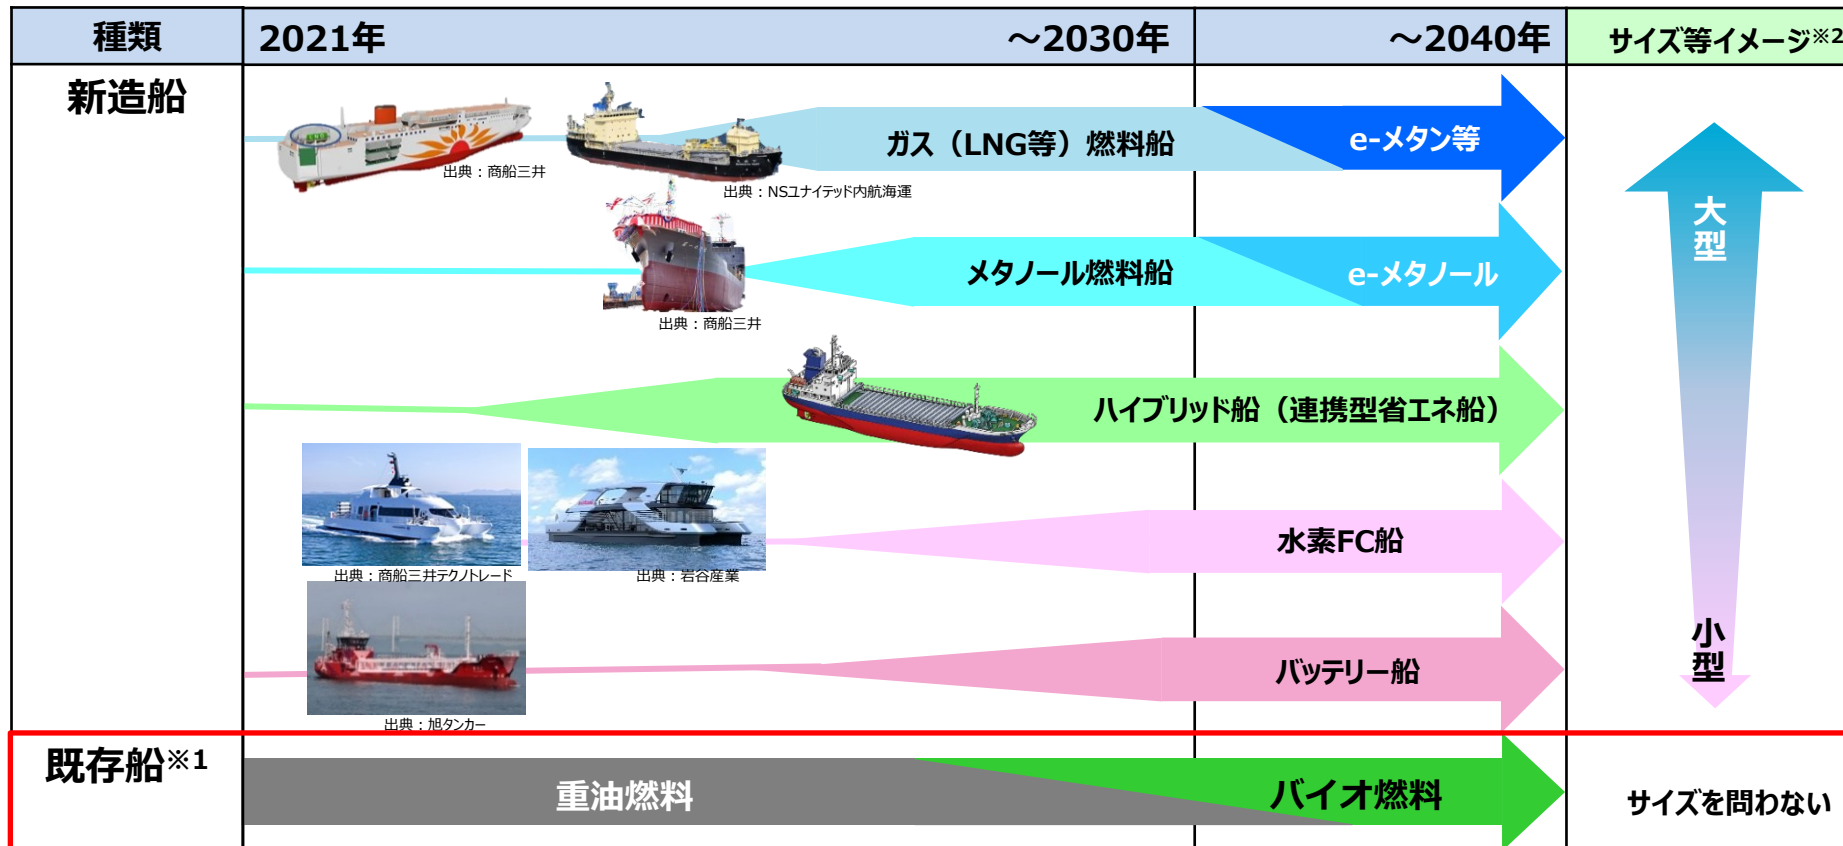 種類
2021年
～2030年
～2040年
サイズ等イメージ※2
新造船
ガス（LNG等）燃料船
e-メタン等
出典：商船三井
出典：NSユナイテッド内航海運
大型
メタノール燃料船
e-メタノール
出典：商船三井
ハイブリッド船（連携型省エネ船）
水素FC船
出典：商船三井テクノトレード
出典：岩谷産業
小型
バッテリー船
出典：旭タンカー
既存船※1
重油燃料
バイオ燃料
サイズを問わない